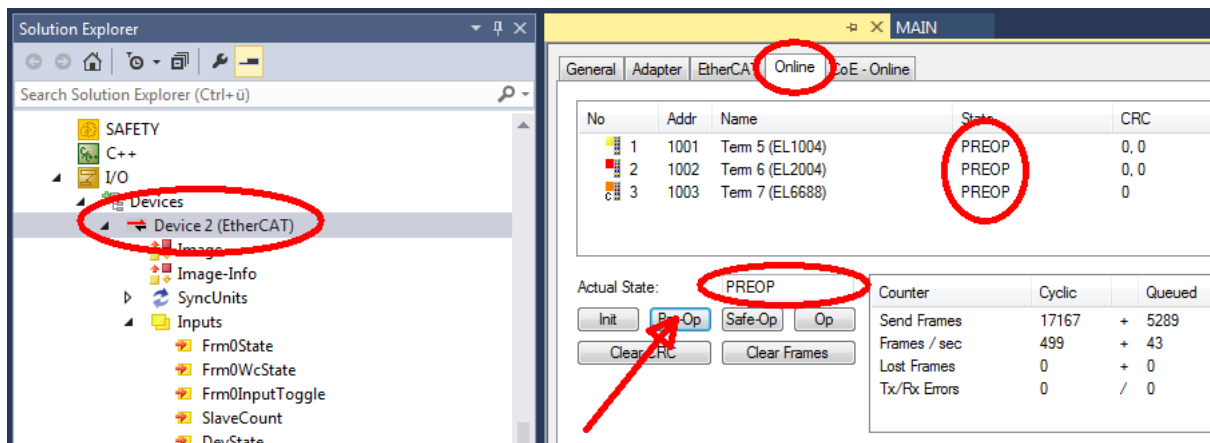 Solution Explorer
Search Solution Explorer (Ctrl+ü)
SAFETY
C++
I/O
Devices
Device 2 (EtherCAT)
Image
Image-Info
SyncUnits
Inputs
Frm0State
Frm0WcState
Frm0InputToggle
SlaveCount
DevState
MAIN
General Adapter EtherCAT Online CoE - Online
No Addr Name State CRC
1 1001 Term 5 (EL1004) PREOP 0, 0
2 1002 Term 6 (EL2004) PREOP 0, 0
3 1003 Term 7 (EL6688) PREOP 0
Actual State: PREOP
Init Pre-Op Safe-Op Op
Clear CRC Clear Frames
Counter Cyclic Queued
Send Frames 17167 + 5289
Frames / sec 499 + 43
Lost Frames 0 + 0
Tx/Rx Errors 0 / 0